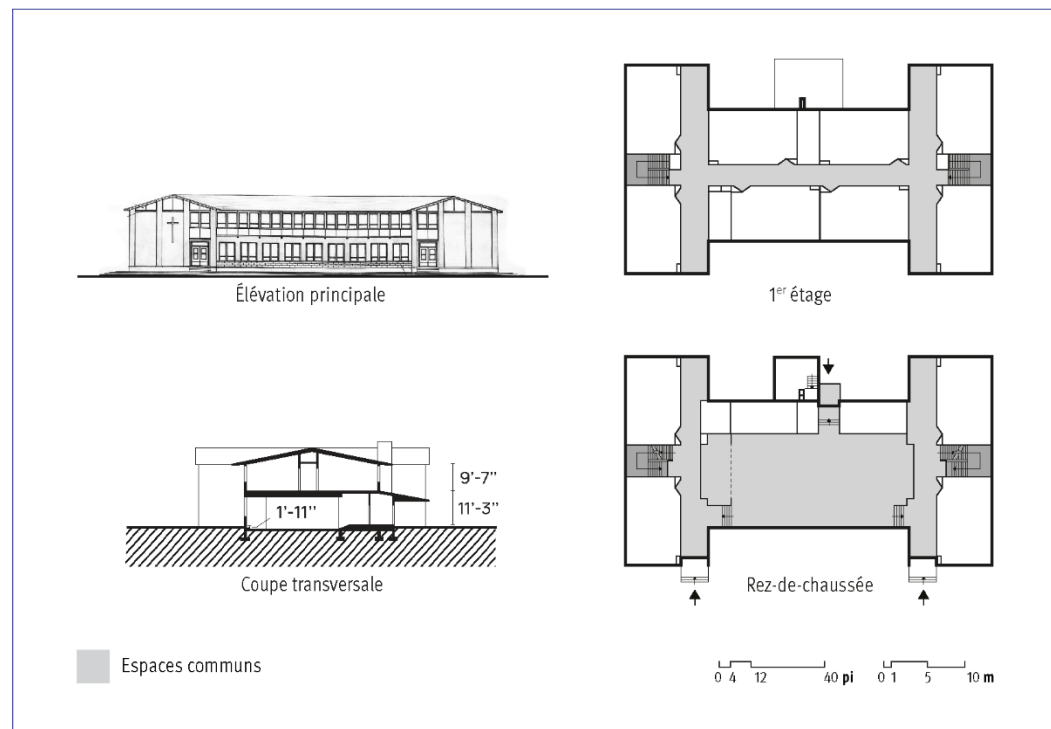 Élévation principale
1er étage
9’-7’’
1’-11’’
11’-3’’
Coupe transversale
Rez-de-chaussée
Espaces communs
0 4 12 40 pi
0 1 5 10 m